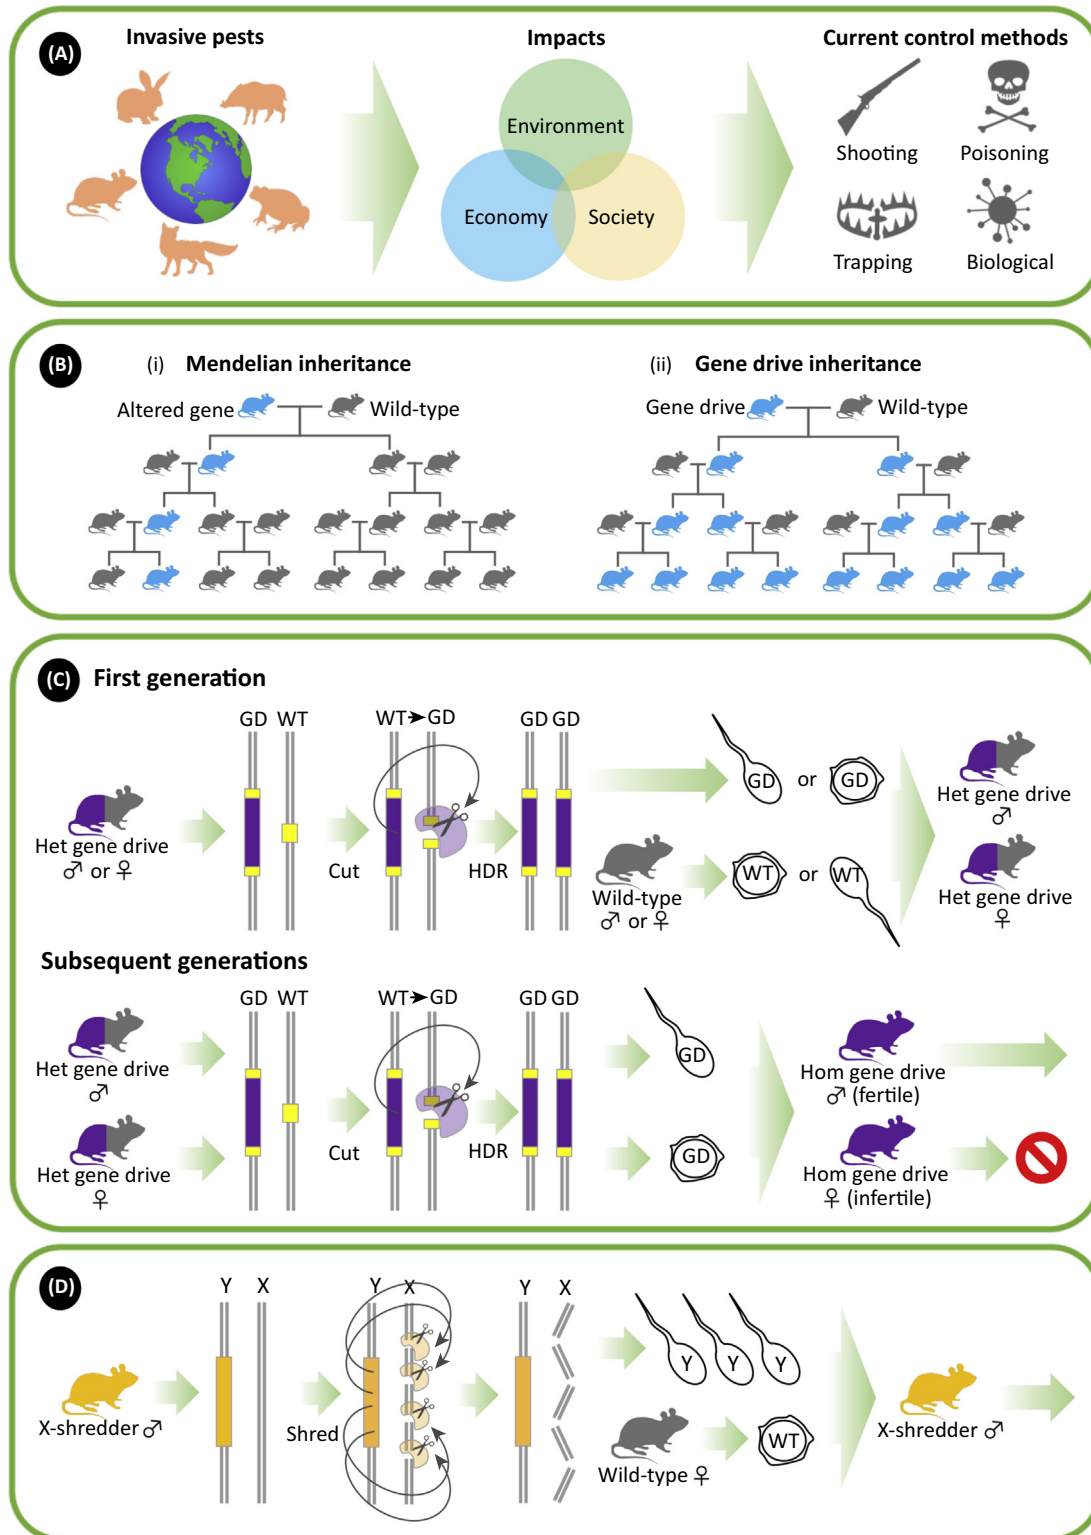 (A)
Invasive pests
Impacts
Current control methods
Environment
Economy
Society
Shooting
Poisoning
Trapping
Biological
(B)
(i) Mendelian inheritance
(ii) Gene drive inheritance
Altered gene
Wild-type
Gene drive
Wild-type
(C) First generation
GD WT
WT GD
GD GD
Het gene drive
♂ or ♀
Cut
HDR
GD or GD
Wild-type
♂ or ♀
WT or WT
Het gene drive
♂
Het gene drive
♀
Subsequent generations
GD WT
WT GD
GD GD
Het gene drive
♂
Het gene drive
♀
Cut
HDR
GD
GD
Hom gene drive
♂ (fertile)
Hom gene drive
♀ (infertile)
(D)
Y X
Y X
Y X
X-shredder ♂
Shred
Y Y Y
Wild-type ♀
WT
X-shredder ♂